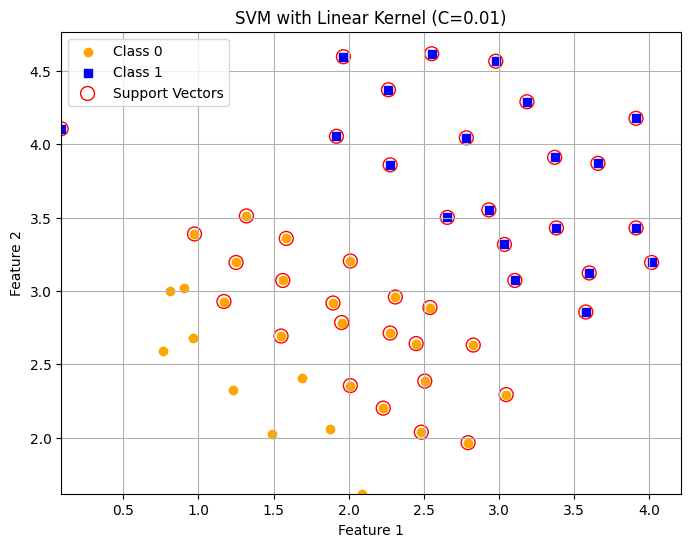 SVM with Linear Kernel (C=0.01)
Class 0
Class 1
Support Vectors
Feature 2
4.5
4.0
3.5
3.0
2.5
2.0
0.5 1.0 1.5 2.0 2.5 3.0 3.5 4.0
Feature 1